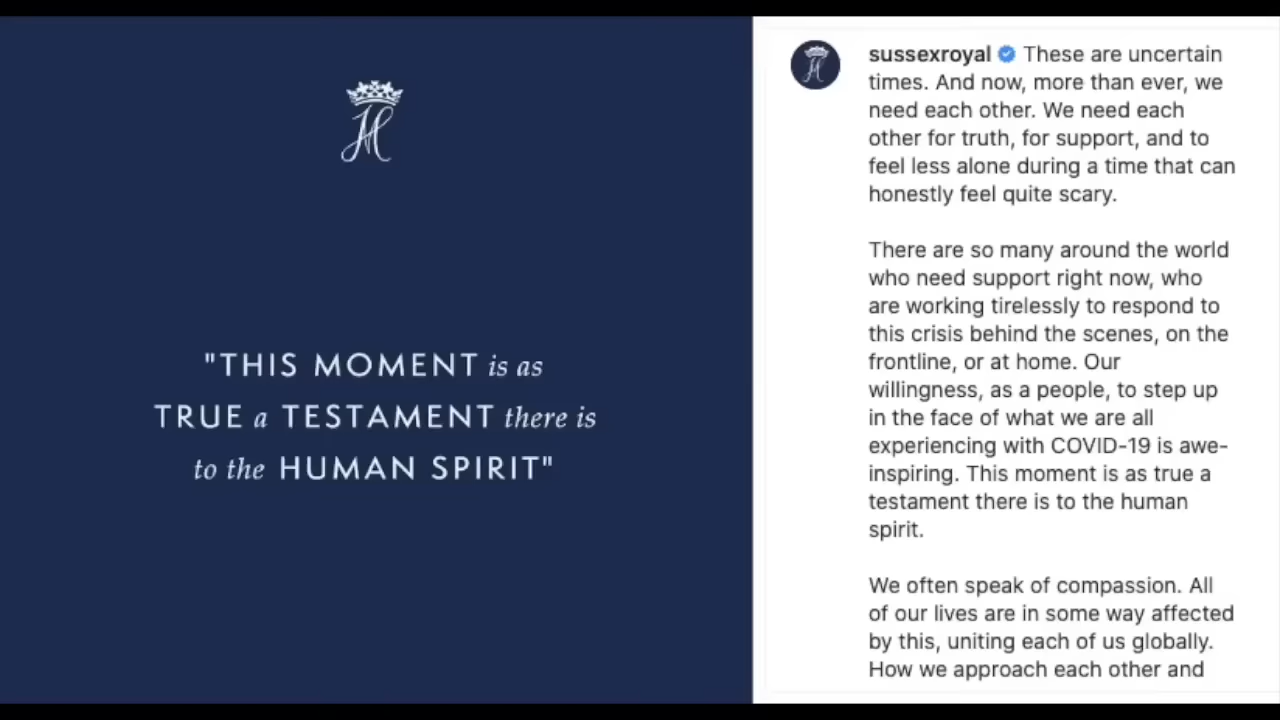 "THIS MOMENT is as
TRUE a TESTAMENT there is
to the HUMAN SPIRIT"
sussexroyal These are uncertain
times. And now, more than ever, we
need each other. We need each
other for truth, for support, and to
feel less alone during a time that can
honestly feel quite scary.
There are so many around the world
who need support right now, who
are working tirelessly to respond to
this crisis behind the scenes, on the
frontline, or at home. Our
willingness, as a people, to step up
in the face of what we are all
experiencing with COVID-19 is awe-
inspiring. This moment is as true a
testament there is to the human
spirit.
We often speak of compassion. All
of our lives are in some way affected
by this, uniting each of us globally.
How we approach each other and